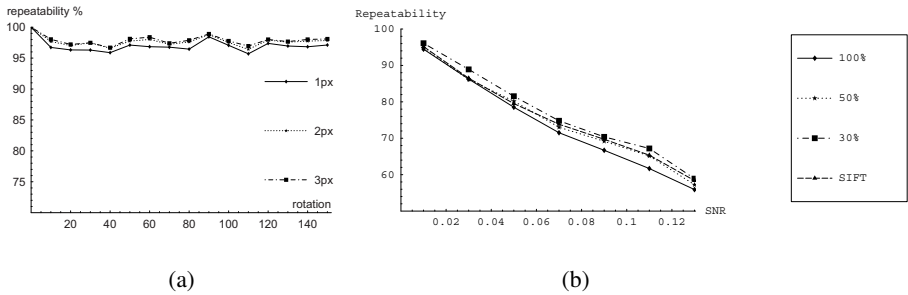 repeatability %
100
95
90
85
80
75
1px
2px
3px
rotation
20 40 60 80 100 120 140
(a)
Repeatability
100
90
80
70
60
SNR
0.02 0.04 0.06 0.08 0.1 0.12
(b)
100%
50%
30%
SIFT